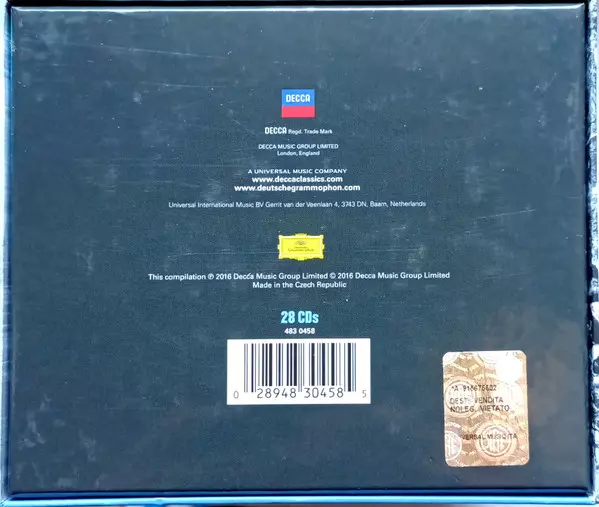 DECCA
DECCA Regd. Trade Mark
DECCA MUSIC GROUP LIMITED
London, England
A UNIVERSAL MUSIC COMPANY
www.deccaclassics.com
www.deutschegrammophon.com
Universal International Music BV Gerrit van der Veenlaan 4, 3743 DN, Baarn, Netherlands
Deutsche Grammophon
This compilation ℗ 2016 Decca Music Group Limited © 2016 Decca Music Group Limited
Made in the Czech Republic
28 CDs
483 0458
0 28948 30458 5
DEST. VENDITA
NOLEG. VIETATO